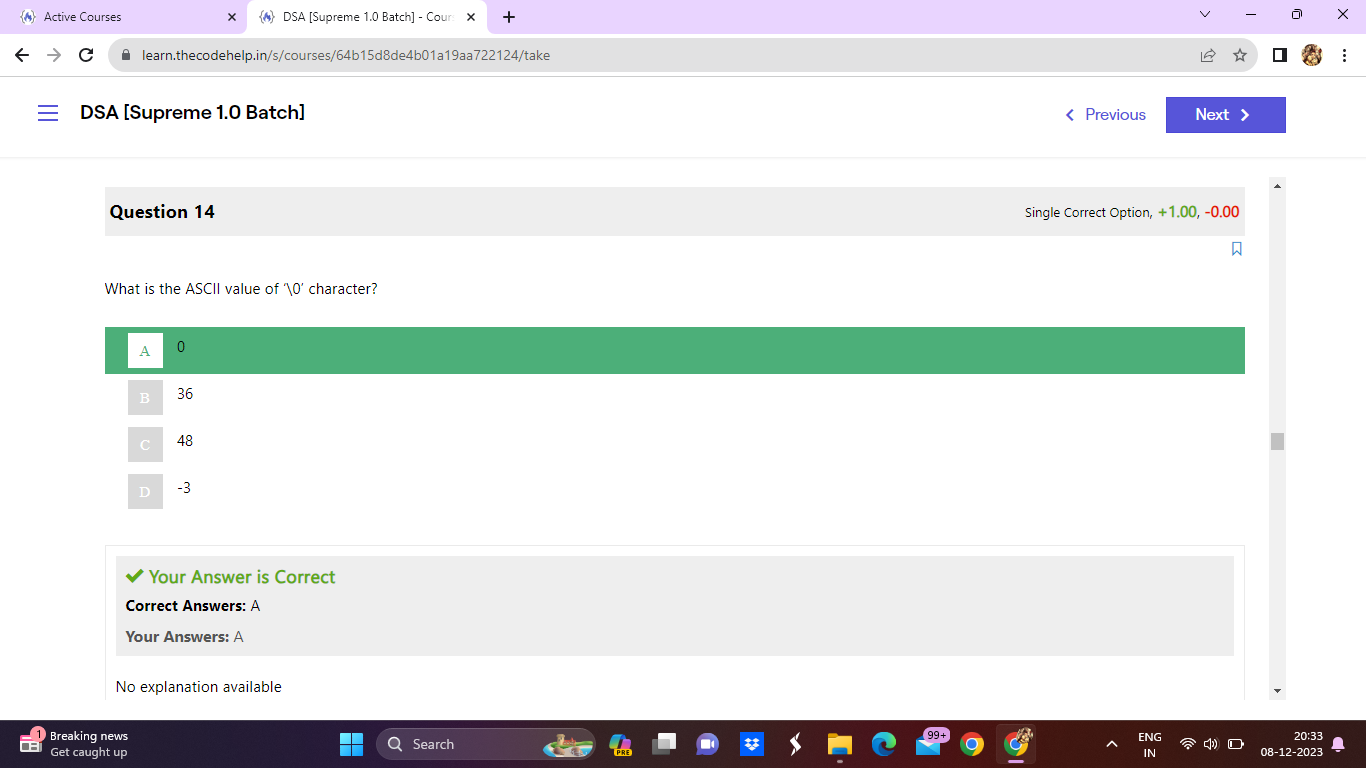 Active Courses
DSA [Supreme 1.0 Batch] - Cour
learn.thecodehelp.in/s/courses/64b15d8de4b01a19aa722124/take
DSA [Supreme 1.0 Batch]
Previous
Next
Question 14
Single Correct Option, +1.00, -0.00
What is the ASCII value of ‘\0’ character?
A 0
B 36
C 48
D -3
Your Answer is Correct
Correct Answers: A
Your Answers: A
No explanation available
1
Breaking news
Get caught up
Search
PRE
99+
ENG
IN
20:33
08-12-2023